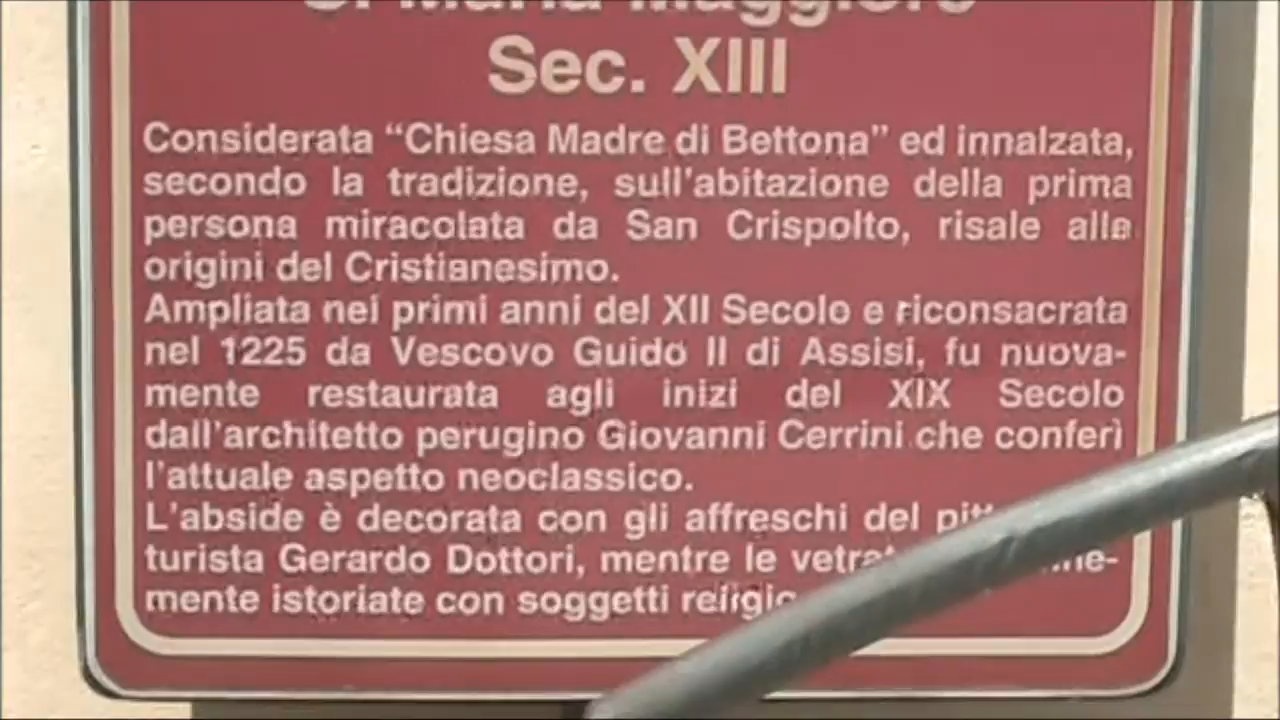 S. Maria Maggiore
Sec. XIII
Considerata “Chiesa Madre di Bettona” ed innalzata,
secondo la tradizione, sull'abitazione della prima
persona miracolata da San Crispolto, risale alle
origini del Cristianesimo.
Ampliata nei primi anni del XII Secolo e riconsacrata
nel 1225 da Vescovo Guido II di Assisi, fu nuova-
mente restaurata agli inizi del XIX Secolo
dall'architetto perugino Giovanni Cerrini che conferì
l'attuale aspetto neoclassico.
L'abside è decorata con gli affreschi del
turista Gerardo Dottori, mentre le
mente istoriate con soggetti